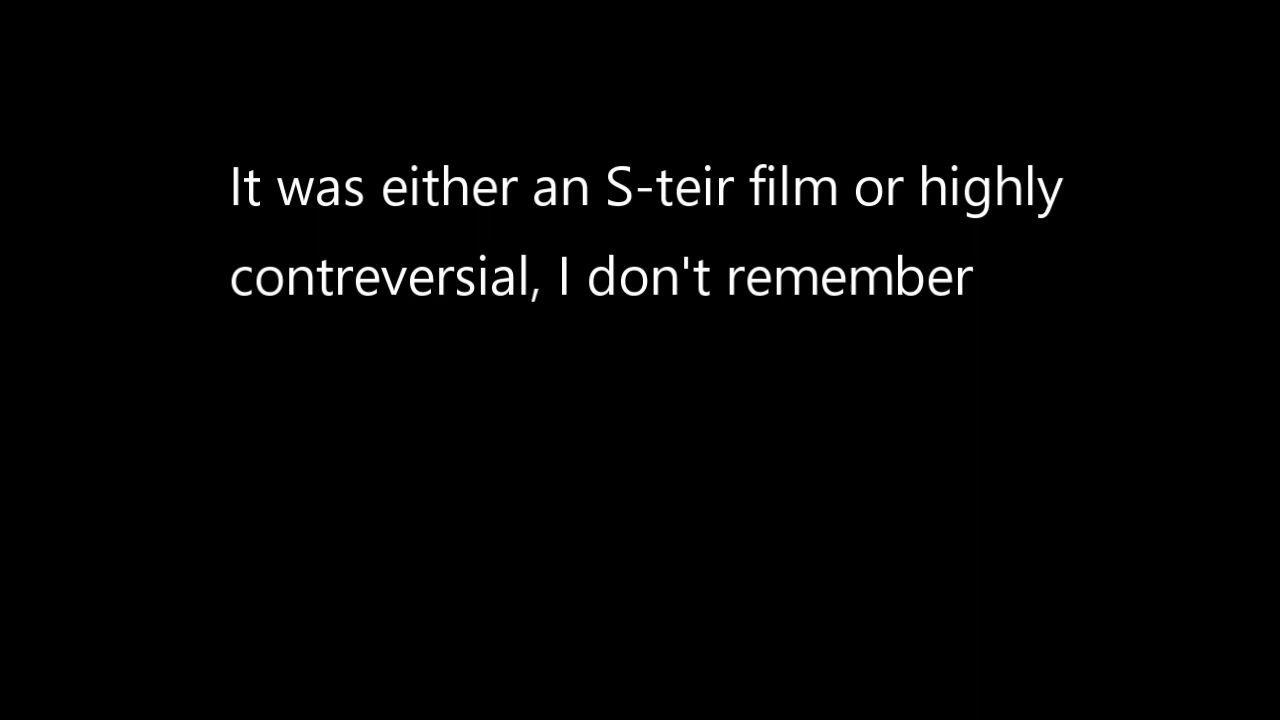 It was either an S-teir film or highly
contreversial, I don't remember